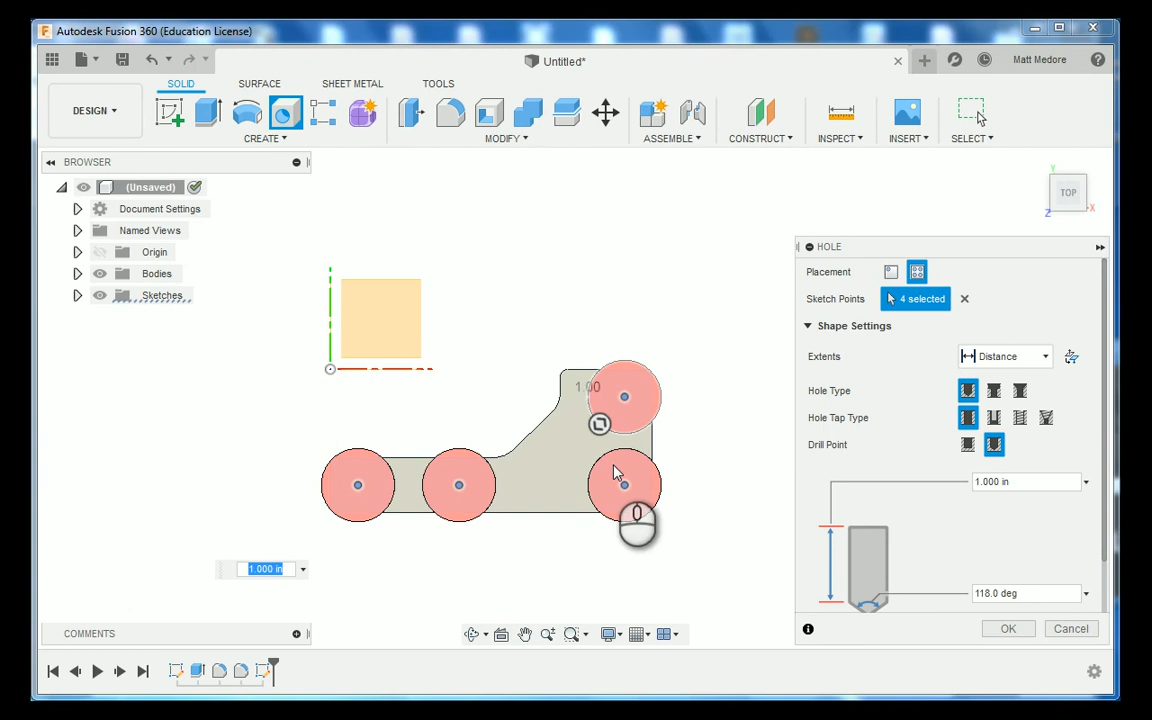 Autodesk Fusion 360 (Education License)
Untitled*
Matt Medore
SOLID
SURFACE
SHEET METAL
TOOLS
DESIGN
CREATE
MODIFY
ASSEMBLE
CONSTRUCT
INSPECT
INSERT
SELECT
BROWSER
(Unsaved)
Document Settings
Named Views
Origin
Bodies
Sketches
Y
TOP
Z
X
HOLE
Placement
Sketch Points
4 selected
Shape Settings
Extents
Distance
Hole Type
Hole Tap Type
Drill Point
1.000 in
118.0 deg
OK
Cancel
1.00
0
1.000 in
COMMENTS